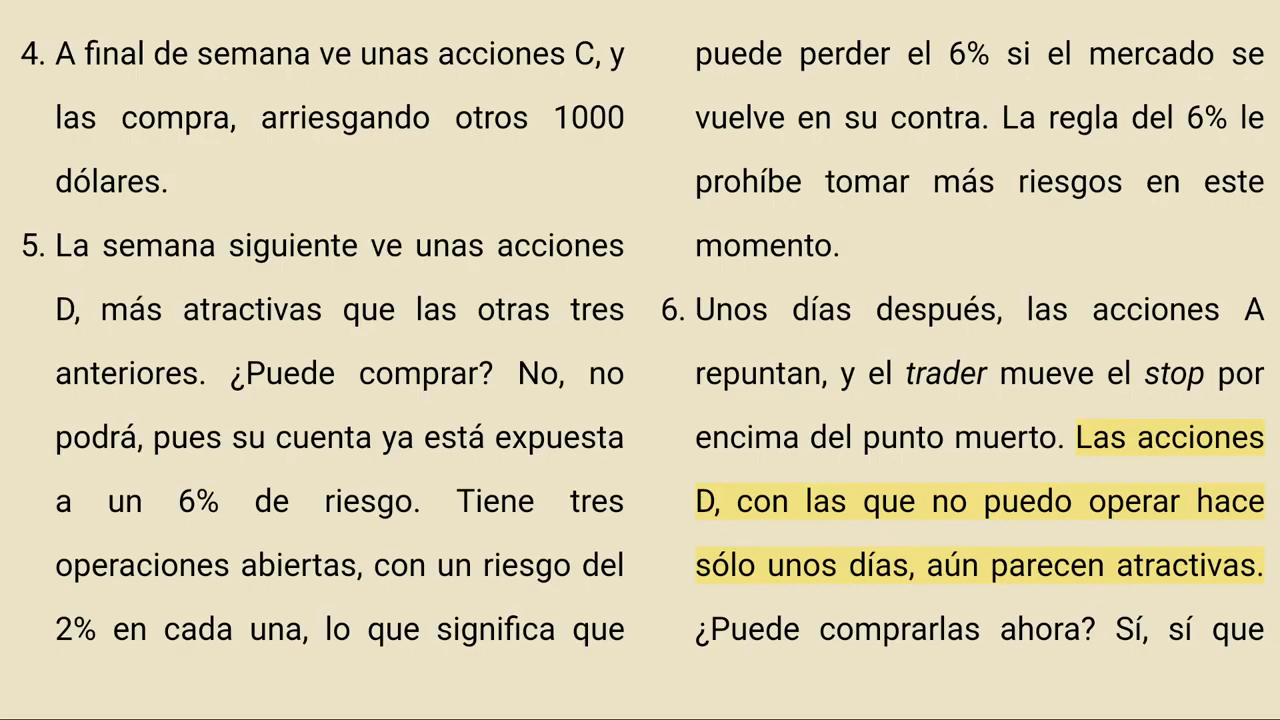 4. A final de semana ve unas acciones C, y
las compra, arriesgando otros 1000
dólares.
5. La semana siguiente ve unas acciones
D, más atractivas que las otras tres
anteriores. ¿Puede comprar? No, no
podrá, pues su cuenta ya está expuesta
a un 6% de riesgo. Tiene tres
operaciones abiertas, con un riesgo del
2% en cada una, lo que significa que
puede perder el 6% si el mercado se
vuelve en su contra. La regla del 6% le
prohíbe tomar más riesgos en este
momento.
6. Unos días después, las acciones A
repuntan, y el trader mueve el stop por
encima del punto muerto. Las acciones
D, con las que no puedo operar hace
sólo unos días, aún parecen atractivas.
¿Puede comprarlas ahora? Sí, sí que